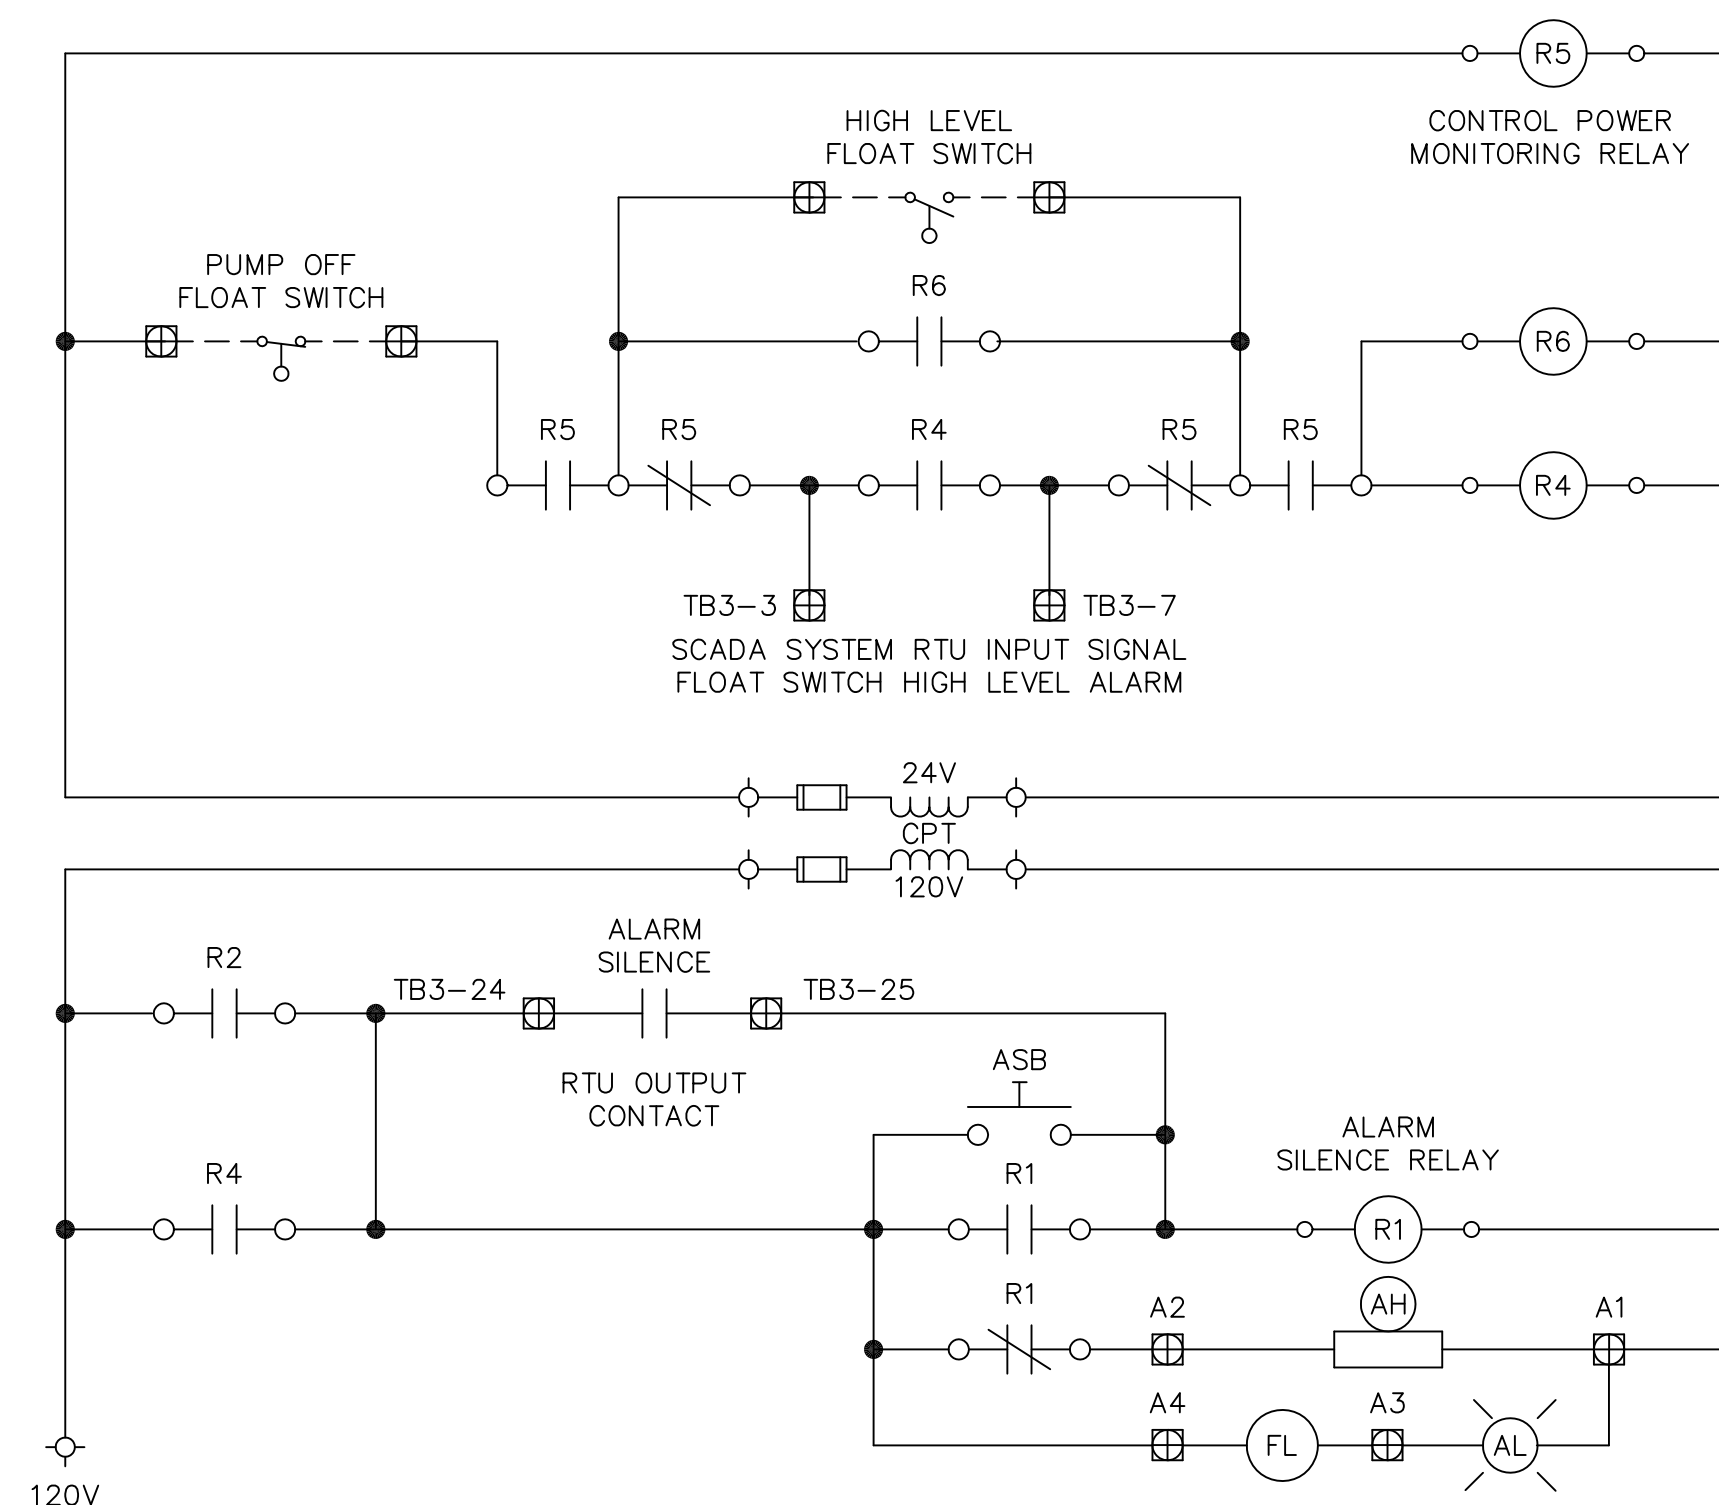 R5
CONTROL POWER
MONITORING RELAY
HIGH LEVEL
FLOAT SWITCH
PUMP OFF
FLOAT SWITCH
R6
R6
R5
R5
R4
R5
R5
R4
TB3-3
TB3-7
SCADA SYSTEM RTU INPUT SIGNAL
FLOAT SWITCH HIGH LEVEL ALARM
24V
CPT
120V
ALARM
SILENCE
R2
TB3-24
TB3-25
RTU OUTPUT
CONTACT
ASB
ALARM
SILENCE RELAY
R4
R1
R1
R1
A2
AH
A1
A4
A3
FL
AL
120V